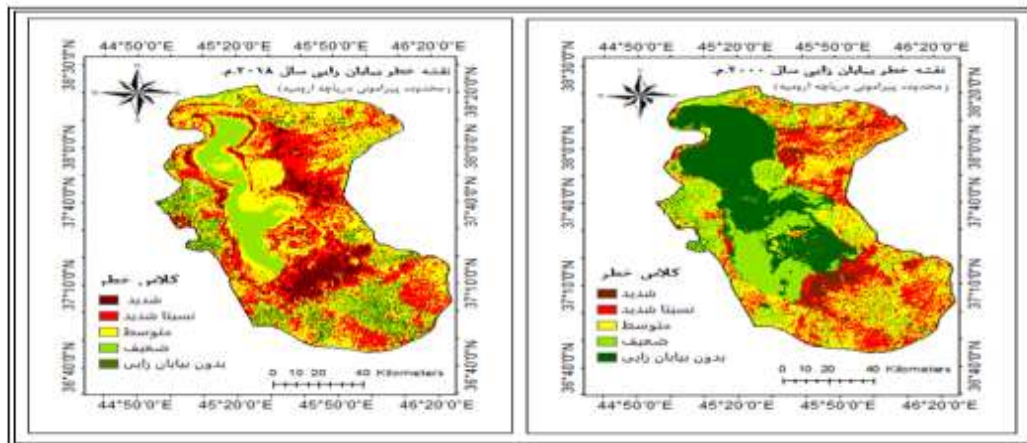 44°50'0"E 45°20'0"E 45°50'0"E 46°20'0"E
نقشه خطر بیابان زایی سال ۲۰۱۸ م.
(محدوده پیرامونی دریاچه ارومیه)
38°30'0"N
38°20'0"N
38°0'0"N
37°40'0"N
37°10'0"N
36°40'0"N
کلاس خطر
شدید
نسبتا شدید
متوسط
ضعیف
بدون بیابان زایی
0 10 20 40 Kilometers
44°50'0"E 45°20'0"E 45°50'0"E 46°20'0"E
44°50'0"E 45°20'0"E 45°50'0"E 46°20'0"E
نقشه خطر بیابان زایی سال ۲۰۰۰ م.
(محدوده پیرامونی دریاچه ارومیه)
38°30'0"N
38°20'0"N
38°0'0"N
37°40'0"N
37°10'0"N
36°40'0"N
کلاس خطر
شدید
نسبتا شدید
متوسط
ضعیف
بدون بیابان زایی
0 10 20 40 Kilometers
44°50'0"E 45°20'0"E 45°50'0"E 46°20'0"E